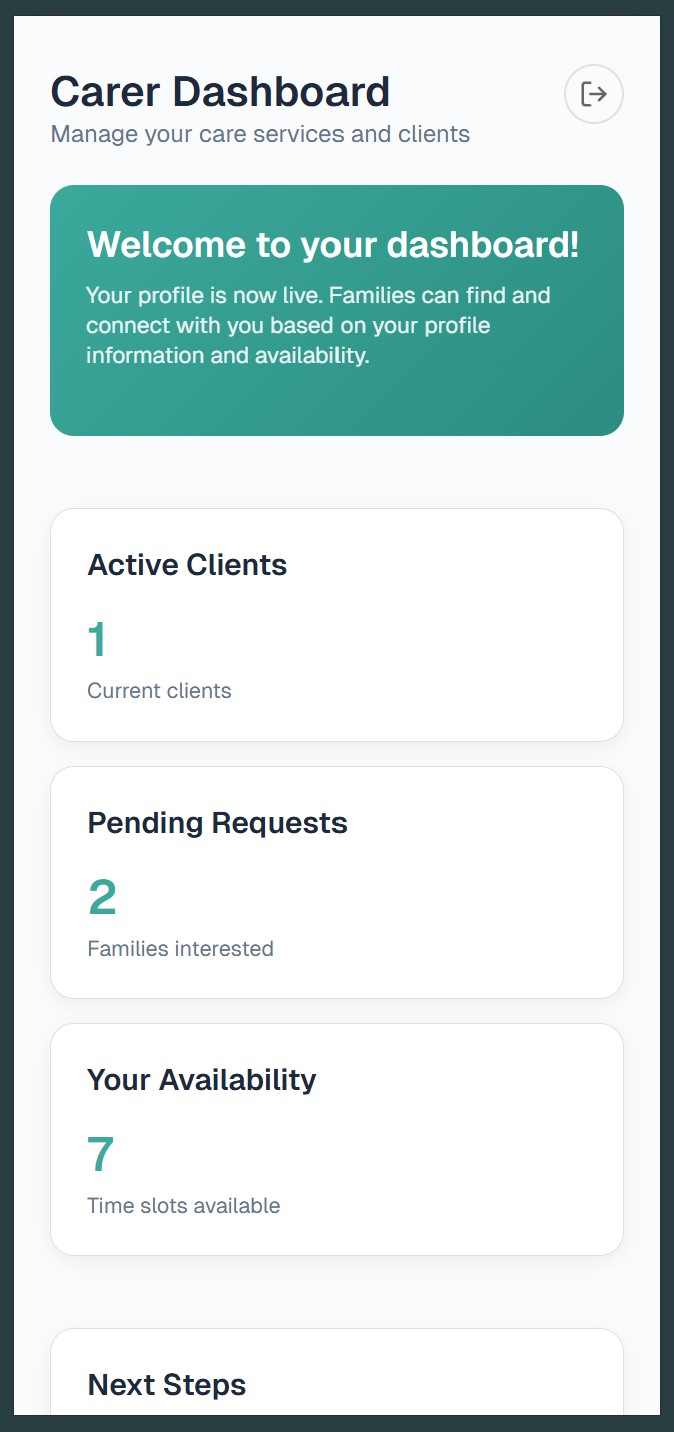 Carer Dashboard
Manage your care services and clients
Welcome to your dashboard!
Your profile is now live. Families can find and
connect with you based on your profile
information and availability.
Active Clients
1
Current clients
Pending Requests
2
Families interested
Your Availability
7
Time slots available
Next Steps